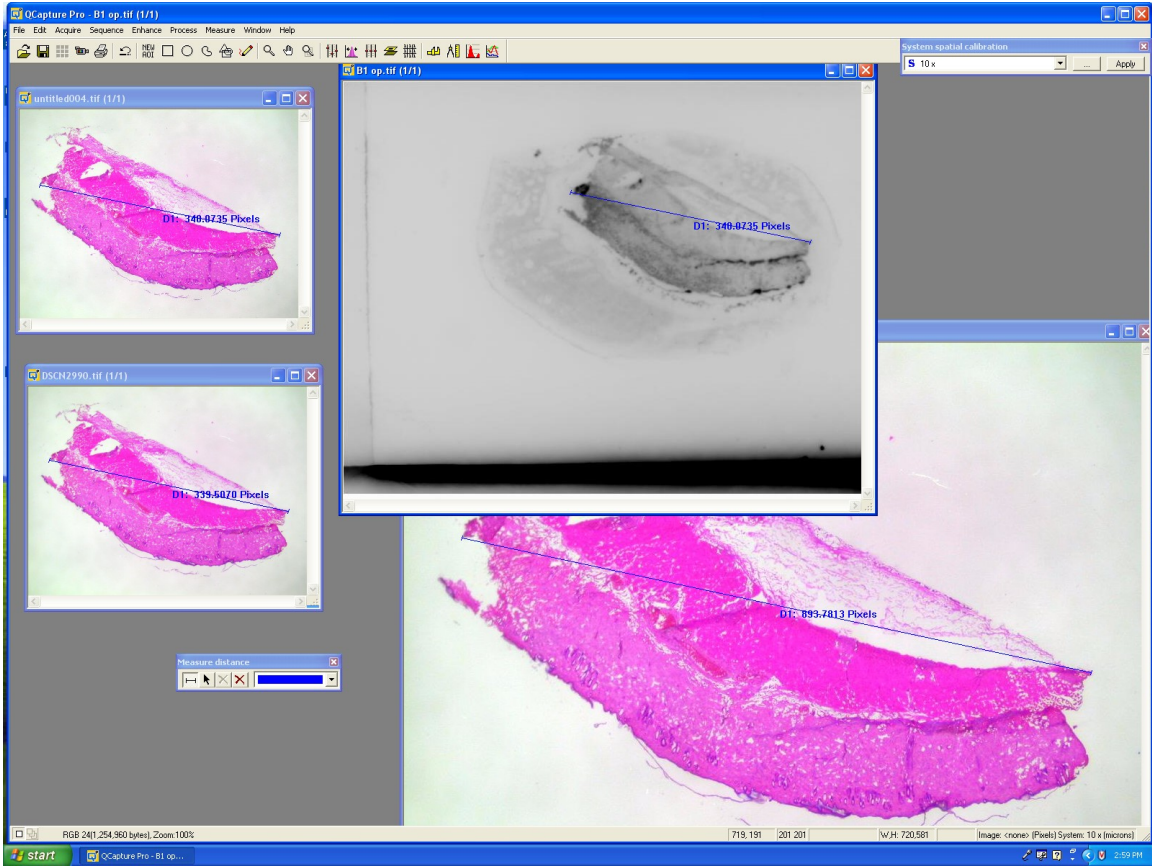 QCapture Pro - B1 op.tif (1/1)
File Edit Acquire Sequence Enhance Process Measure Window Help
NEW AOI
System spatial calibration
S 10 x
... Apply
B1 op.tif (1/1)
D1: 340.0735 Pixels
untitled004.tif (1/1)
D1: 340.0735 Pixels
DSCN2990.tif (1/1)
D1: 339.5070 Pixels
D1: 893.7813 Pixels
Measure distance
RGB 24(1,254,960 bytes), Zoom:100%
719, 191
201 201
W,H: 720,581
Image: <none> (Pixels) System: 10 x (microns)
start
QCapture Pro - B1 op...
2:59 PM